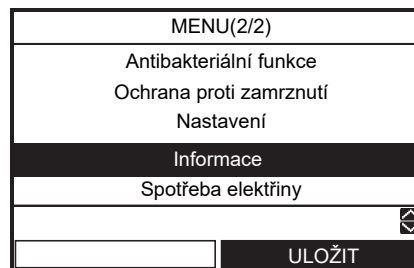 MENU(2/2)
Antibakteriální funkce
Ochrana proti zamrznutí
Nastavení
Informace
Spotřeba elektřiny
ULOŽIT